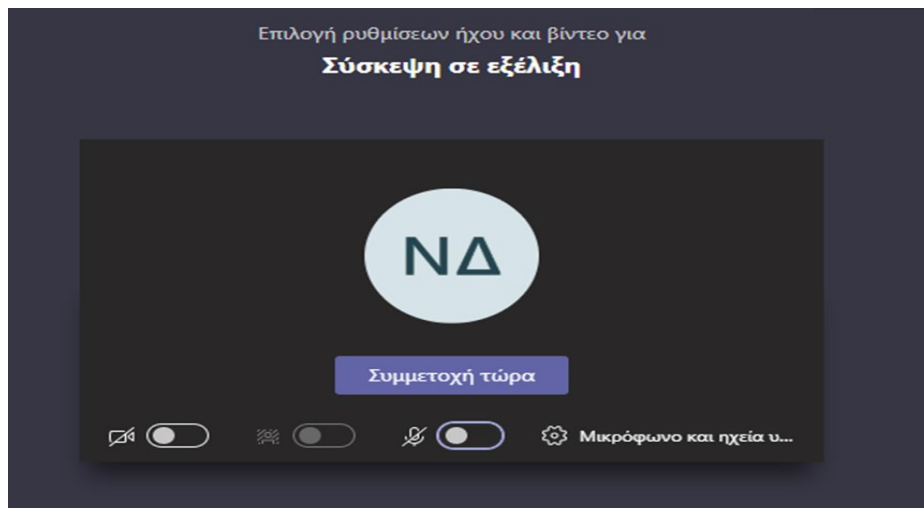 Επιλογή ρυθμίσεων ήχου και βίντεο για
Σύσκεψη σε εξέλιξη
ΝΔ
Συμμετοχή τώρα
Μικρόφωνο και ηχεία υ...